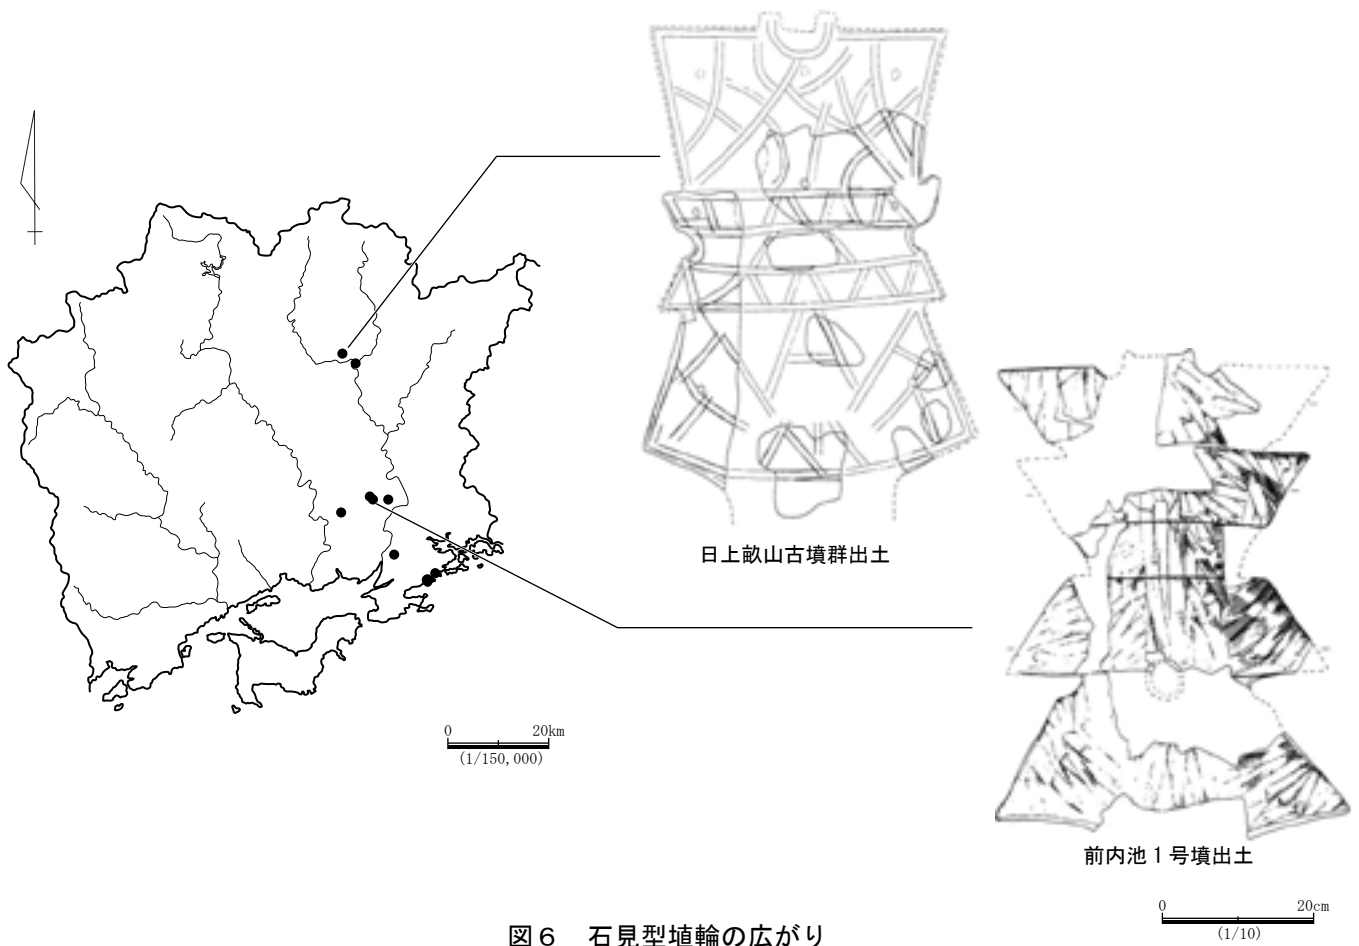 日上畝山古墳群出土
0 20km
(1/150,000)
前内池1号墳出土
0 20cm
(1/10)
図6 石見型埴輪の広がり